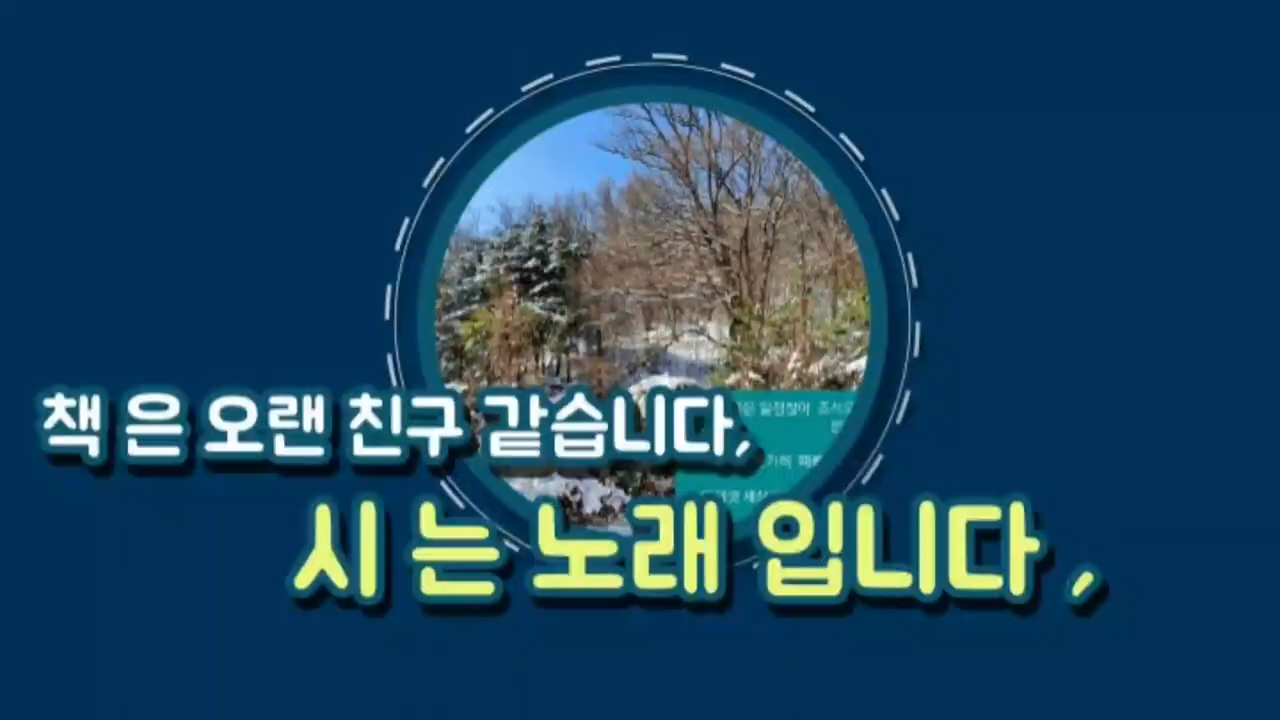 책 은 오랜 친구 같습니다,
시 는 노래 입니다 ,